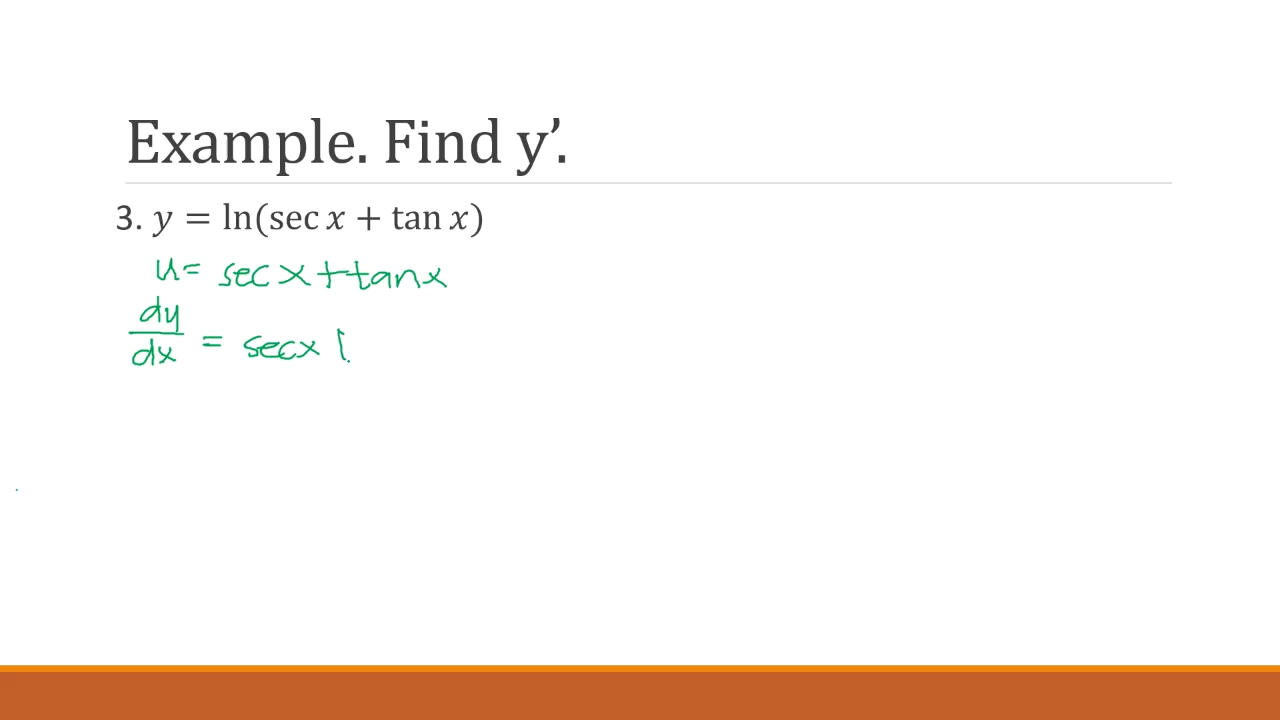 Example. Find y’.
3. y = ln(sec x + tan x)
u = sec x + tan x
dy/dx = sec x